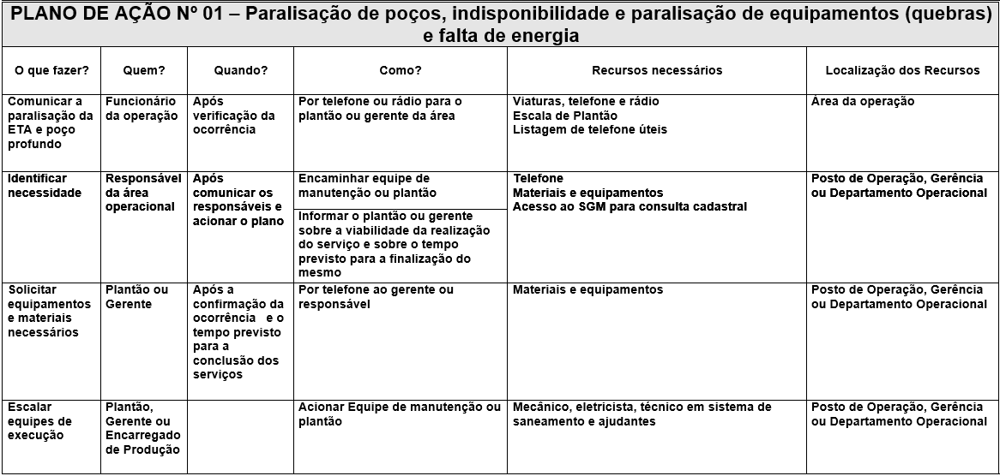 PLANO DE AÇÃO Nº 01 – Paralisação de poços, indisponibilidade e paralisação de equipamentos (quebras)
e falta de energia
O que fazer?
Quem?
Quando?
Como?
Recursos necessários
Localização dos Recursos
Comunicar a
paralisação da
ETA e poço
profundo
Funcionário
da operação
Após
verificação da
ocorrência
Por telefone ou rádio para o
plantão ou gerente da área
Viaturas, telefone e rádio
Escala de Plantão
Listagem de telefone úteis
Área da operação
Identificar
necessidade
Responsável
da área
operacional
Após
comunicar os
responsáveis e
acionar o plano
Encaminhar equipe de
manutenção ou plantão
Informar o plantão ou gerente
sobre a viabilidade da realização
do serviço e sobre o tempo
previsto para a finalização do
mesmo
Telefone
Materiais e equipamentos
Acesso ao SGM para consulta cadastral
Posto de Operação, Gerência
ou Departamento Operacional
Solicitar
equipamentos
e materiais
necessários
Plantão ou
Gerente
Após a
confirmação da
ocorrência e o
tempo previsto
para a
conclusão dos
serviços
Por telefone ao gerente ou
responsável
Materiais e equipamentos
Posto de Operação, Gerência
ou Departamento Operacional
Escalar
equipes de
execução
Plantão,
Gerente ou
Encarregado
de Produção
Acionar Equipe de manutenção ou
plantão
Mecânico, eletricista, técnico em sistema de
saneamento e ajudantes
Posto de Operação, Gerência
ou Departamento Operacional